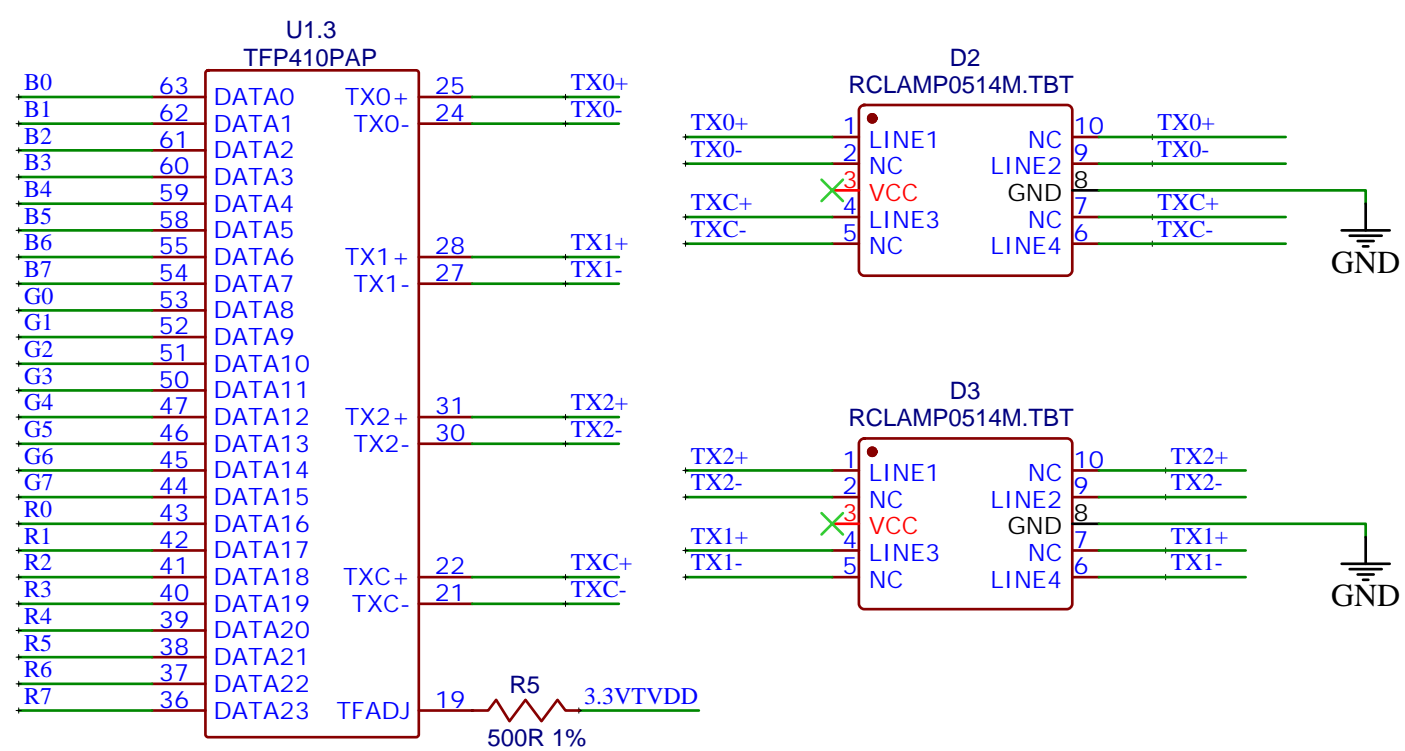 U1.3
TFP410PAP
B0 63 DATA0 TX0+ 25 TX0+
B1 62 DATA1 TX0- 24 TX0-
B2 61 DATA2
B3 60 DATA3
B4 59 DATA4
B5 58 DATA5
B6 55 DATA6 TX1+ 28 TX1+
B7 54 DATA7 TX1- 27 TX1-
G0 53 DATA8
G1 52 DATA9
G2 51 DATA10
G3 50 DATA11
G4 47 DATA12 TX2+ 31 TX2+
G5 46 DATA13 TX2- 30 TX2-
G6 45 DATA14
G7 44 DATA15
R0 43 DATA16
R1 42 DATA17
R2 41 DATA18 TXC+ 22 TXC+
R3 40 DATA19 TXC- 21 TXC-
R4 39 DATA20
R5 38 DATA21
R6 37 DATA22
R7 36 DATA23 TFADJ 19 R5 3.3VTVDD
500R 1%
D2
RCLAMP0514M.TBT
TX0+ 1 LINE1 NC 10 TX0+
TX0- 2 NC LINE2 9 TX0-
3 VCC GND 8
TXC+ 4 LINE3 NC 7 TXC+
TXC- 5 NC LINE4 6 TXC-
GND
D3
RCLAMP0514M.TBT
TX2+ 1 LINE1 NC 10 TX2+
TX2- 2 NC LINE2 9 TX2-
3 VCC GND 8
TX1+ 4 LINE3 NC 7 TX1+
TX1- 5 NC LINE4 6 TX1-
GND